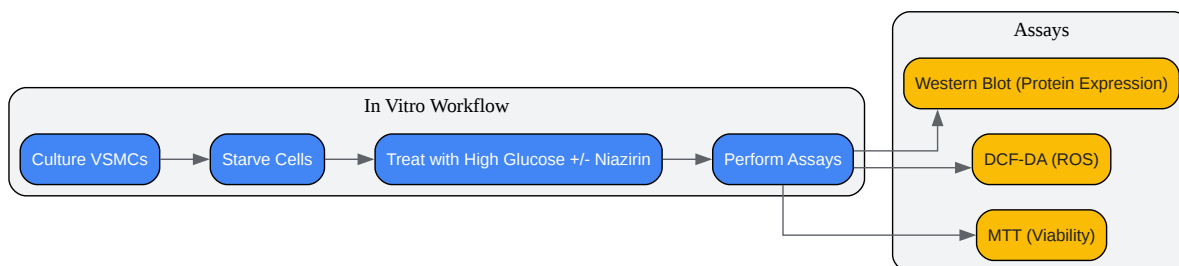 In Vitro Workflow
Culture VSMCs
Starve Cells
Treat with High Glucose +/- Niazirin
Perform Assays
Assays
Western Blot (Protein Expression)
DCF-DA (ROS)
MTT (Viability)